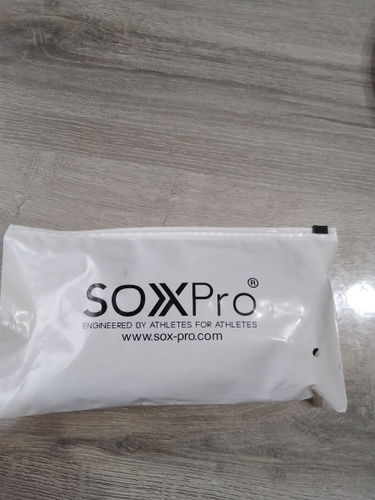 SOXPro®
ENGINEERED BY ATHLETES FOR ATHLETES
www.sox-pro.com